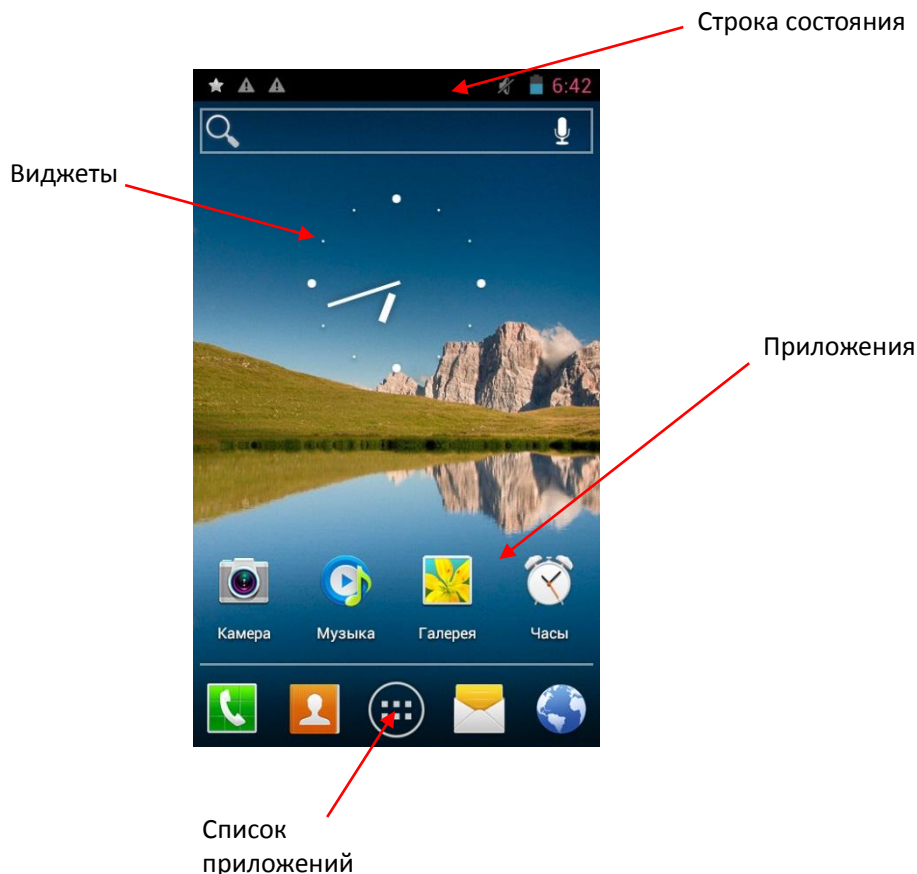 Строка состояния
6:42
Виджеты
Приложения
Камера Музыка Галерея Часы
Список
приложений